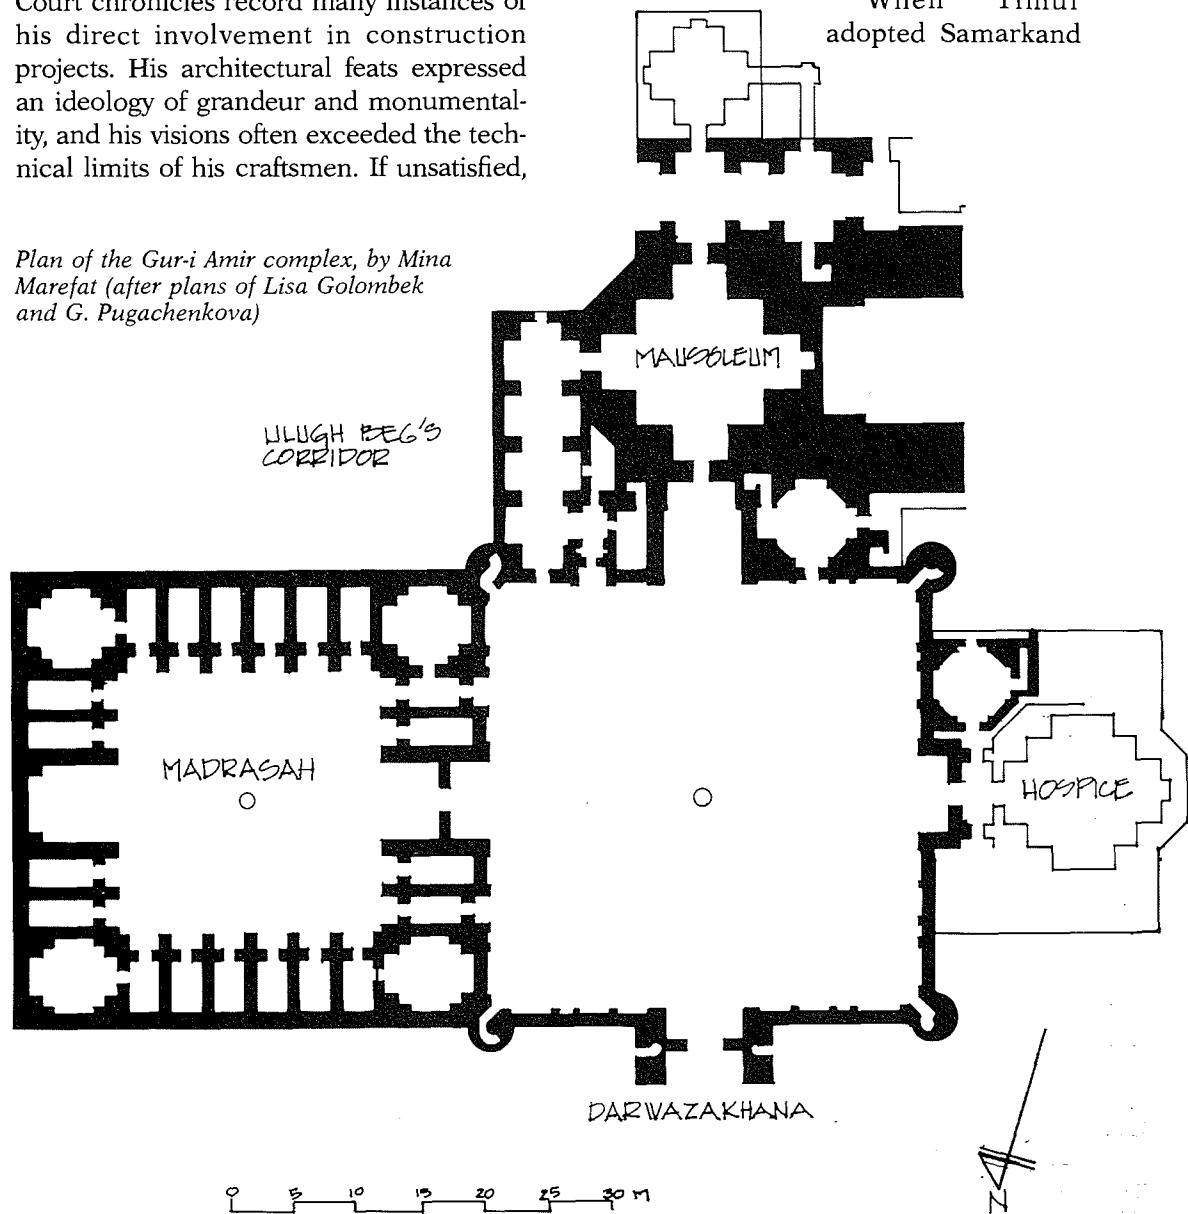 Court chronicles record many instances of
his direct involvement in construction
projects. His architectural feats expressed
an ideology of grandeur and monumental-
ity, and his visions often exceeded the tech-
nical limits of his craftsmen. If unsatisfied,
When Timur
adopted Samarkand
Plan of the Gur-i Amir complex, by Mina
Marefat (after plans of Lisa Golombek
and G. Pugachenkova)
MAUSOLEUM
ULUGH BEG'S
CORRIDOR
MADRASAH
HOSPICE
DARWAZAKHANA
0 5 10 15 20 25 30 M
N